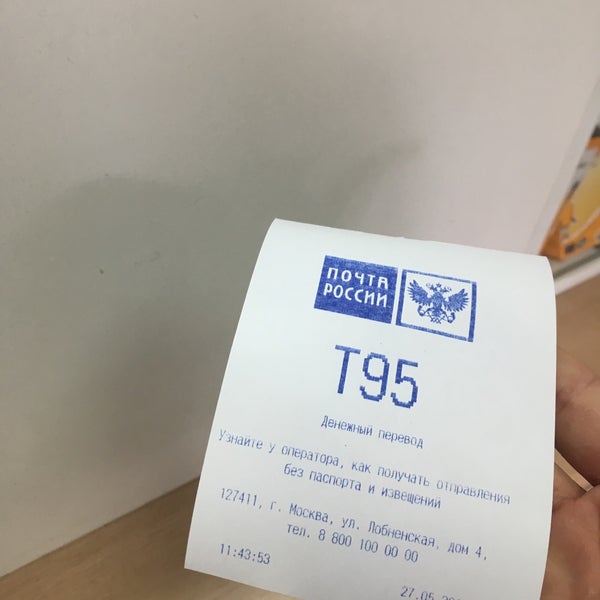 ПОЧТА
РОССИИ
Т95
Денежный перевод
Узнайте у оператора, как получать отправления
без паспорта и извещений
127411, г. Москва, ул. Лобненская, дом 4,
тел. 8 800 100 00 00
11:43:53
27.05.